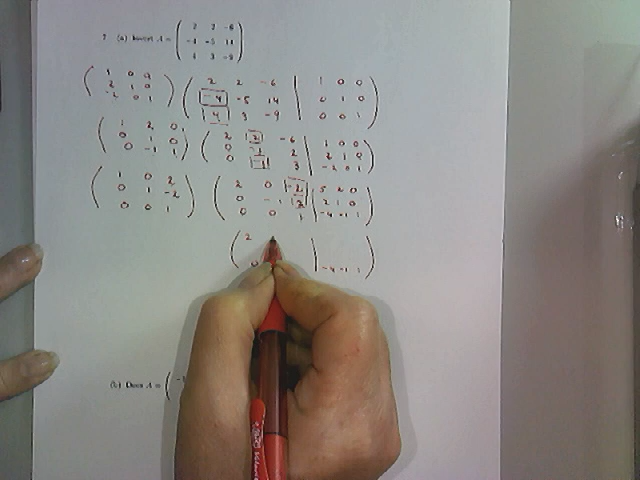 7 (a) Invert A = ( 2 2 -6
-4 -5 14
4 3 -9 )
( 1 0 0 ( 2 2 -6 | 1 0 0
2 1 0 -4 -5 14 | 0 1 0
-2 0 1 ) 4 3 -9 | 0 0 1 )
( 1 2 0 ( 2 2 -6 | 1 0 0
0 1 0 0 -1 2 | 2 1 0
0 -1 1 ) 0 -1 3 | -2 0 1 )
( 1 0 2 ( 2 0 -2 | 5 2 0
0 1 -2 0 -1 2 | 2 1 0
0 0 1 ) 0 0 1 | -4 -1 1 )
( 2 |
0 | -4 -1 1 )
(b) Does A = (